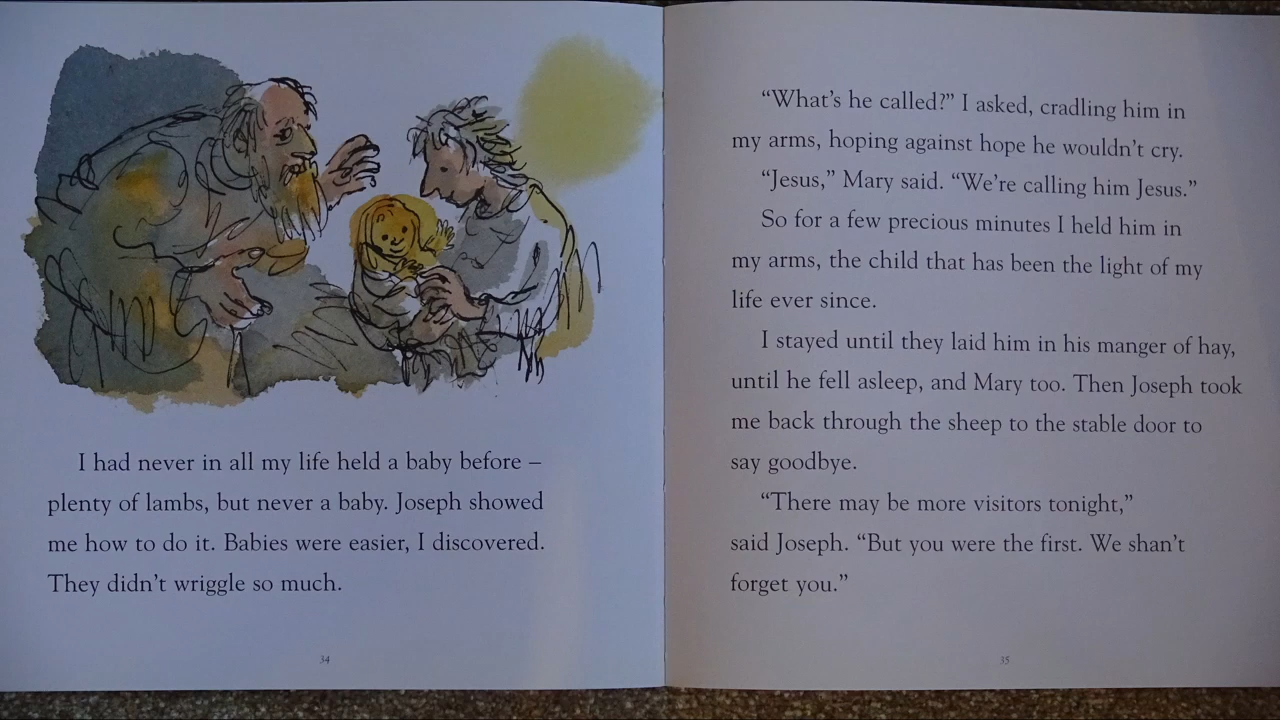 I had never in all my life held a baby before –
plenty of lambs, but never a baby. Joseph showed
me how to do it. Babies were easier, I discovered.
They didn’t wriggle so much.
34
“What’s he called?” I asked, cradling him in
my arms, hoping against hope he wouldn’t cry.
“Jesus,” Mary said. “We’re calling him Jesus.”
So for a few precious minutes I held him in
my arms, the child that has been the light of my
life ever since.
I stayed until they laid him in his manger of hay,
until he fell asleep, and Mary too. Then Joseph took
me back through the sheep to the stable door to
say goodbye.
“There may be more visitors tonight,”
said Joseph. “But you were the first. We shan’t
forget you.”
35